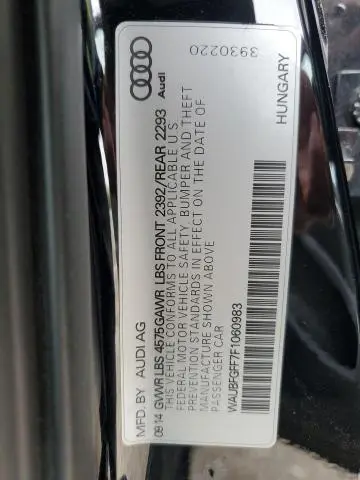 3930220
Audi
HUNGARY
MFD. BY AUDI AG
09.14 GVWR LBS 4575 GAWR LBS FRONT 2392/REAR 2293
THIS VEHICLE CONFORMS TO ALL APPLICABLE U.S.
FEDERAL MOTOR VEHICLE SAFETY, BUMPER AND THEFT
PREVENTION STANDARDS IN EFFECT ON THE DATE OF
MANUFACTURE SHOWN ABOVE
PASSENGER CAR
WAUBFGFF7F1060983